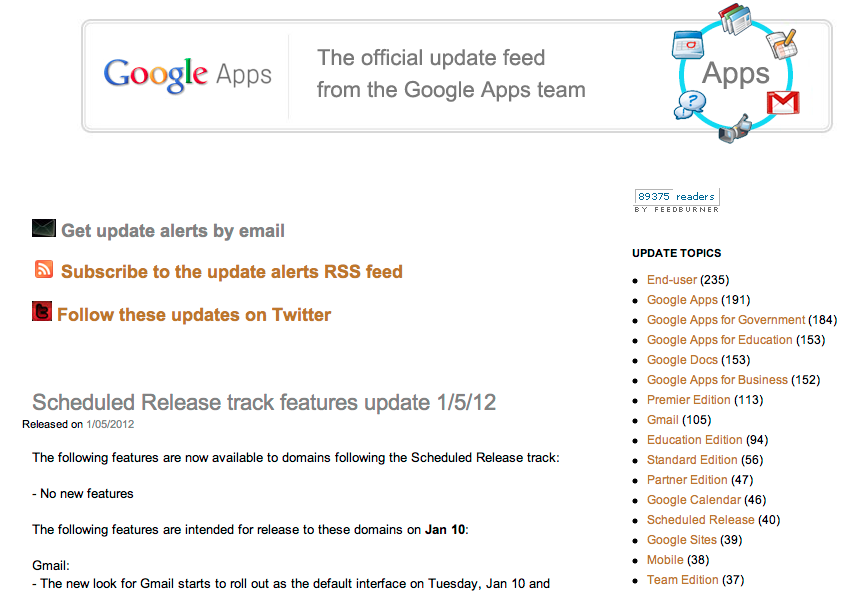 Google Apps
The official update feed
from the Google Apps team
Apps
89375 readers
BY FEEDBURNER
Get update alerts by email
Subscribe to the update alerts RSS feed
Follow these updates on Twitter
Scheduled Release track features update 1/5/12
Released on 1/05/2012
The following features are now available to domains following the Scheduled Release track:
- No new features
The following features are intended for release to these domains on Jan 10:
Gmail:
- The new look for Gmail starts to roll out as the default interface on Tuesday, Jan 10 and
UPDATE TOPICS
End-user (235)
Google Apps (191)
Google Apps for Government (184)
Google Apps for Education (153)
Google Docs (153)
Google Apps for Business (152)
Premier Edition (113)
Gmail (105)
Education Edition (94)
Standard Edition (56)
Partner Edition (47)
Google Calendar (46)
Scheduled Release (40)
Google Sites (39)
Mobile (38)
Team Edition (37)